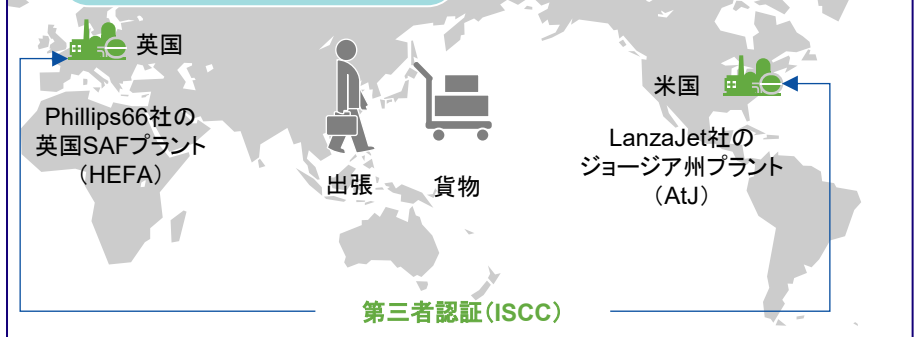 英国
Phillips66社の
英国SAFプラント
（HEFA）
出張
貨物
米国
LanzaJet社の
ジョージア州プラント
（AtJ）
第三者認証（ISCC）